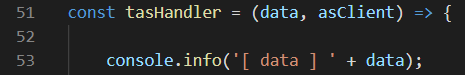 51 const tasHandler = (data, asClient) => {
52
53 console.info('[ data ] ' + data);